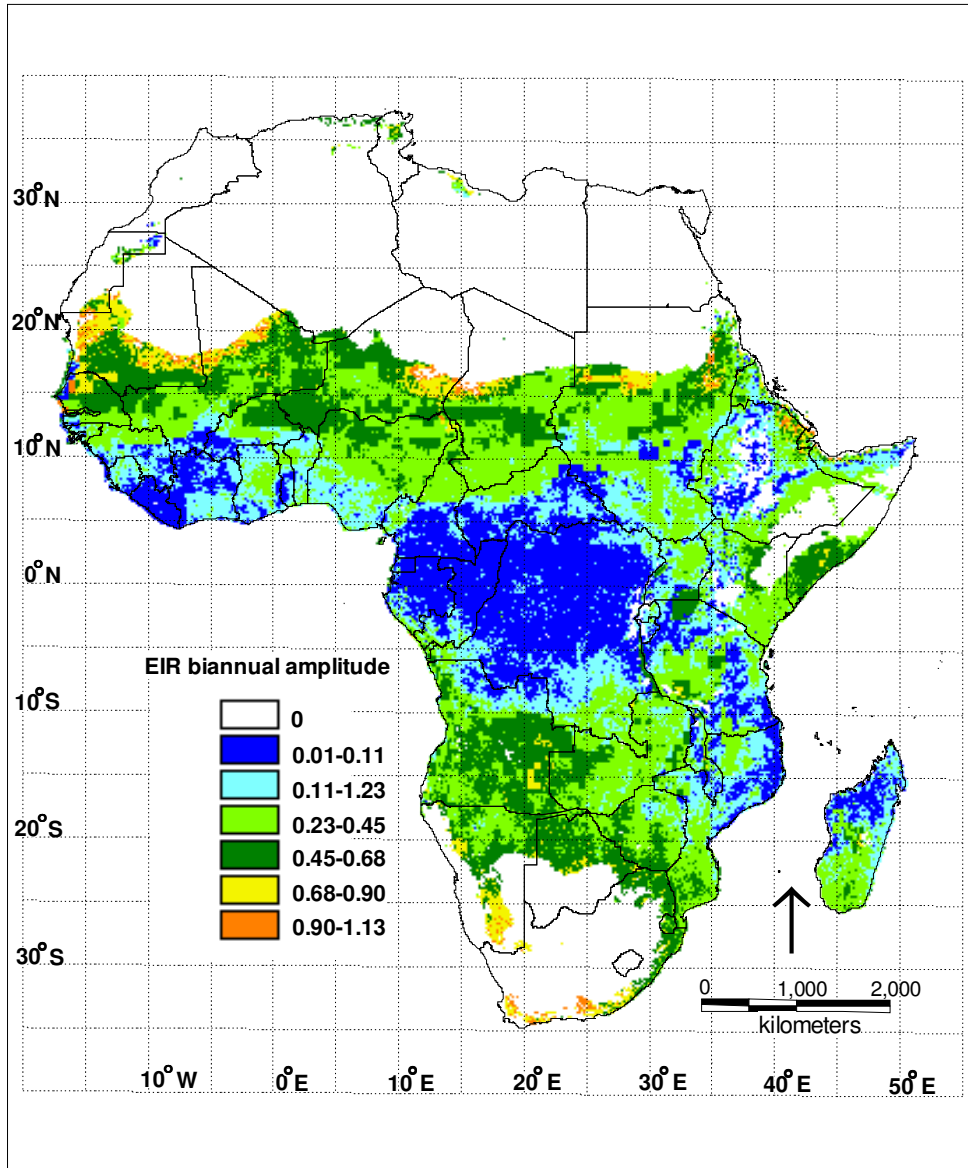 30°N
20°N
10°N
0°N
EIR biannual amplitude
10°S
0
0.01-0.11
0.11-1.23
0.23-0.45
20°S
0.45-0.68
0.68-0.90
0.90-1.13
30°S
0 1,000 2,000
kilometers
10°W 0°E 10°E 20°E 30°E 40°E 50°E